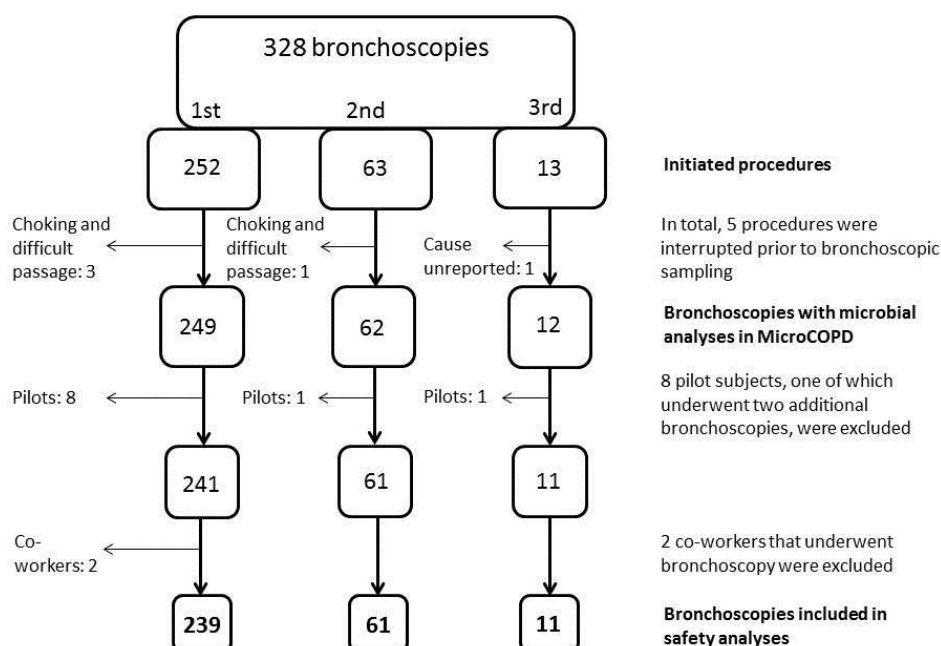 328 bronchoscopies
1st 2nd 3rd
252 63 13
Initiated procedures
Choking and
difficult
passage: 3
Choking and
difficult
passage: 1
Cause
unreported: 1
In total, 5 procedures were
interrupted prior to bronchoscopic
sampling
249 62 12
Bronchoscopies with microbial
analyses in MicroCOPD
Pilots: 8
Pilots: 1
Pilots: 1
8 pilot subjects, one of which
underwent two additional
bronchoscopies, were excluded
241 61 11
Co-
workers: 2
2 co-workers that underwent
bronchoscopy were excluded
239 61 11
Bronchoscopies included in
safety analyses